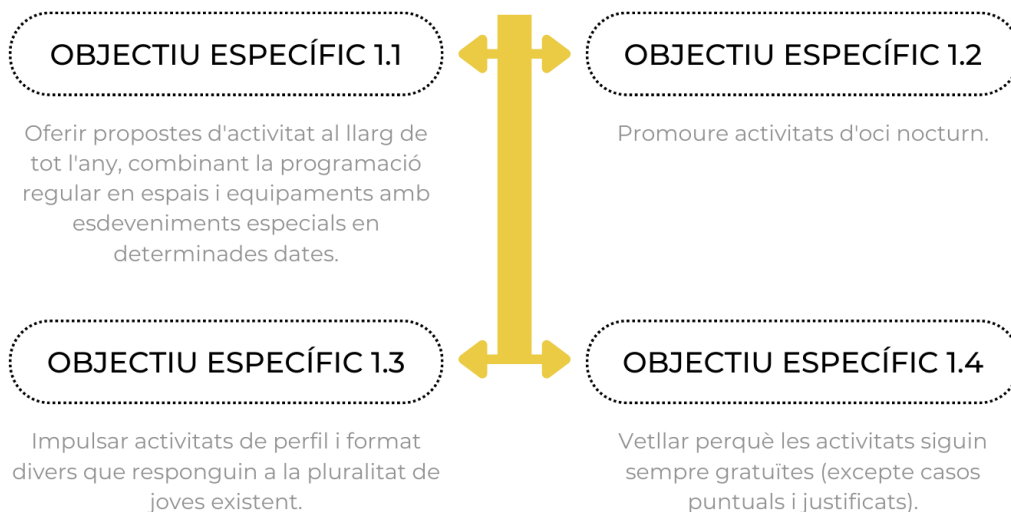 OBJECTIU ESPECÍFIC 1.1
Oferir propostes d'activitat al llarg de
tot l'any, combinant la programació
regular en espais i equipaments amb
esdeveniments especials en
determinades dates.
OBJECTIU ESPECÍFIC 1.2
Promoure activitats d'oci nocturn.
OBJECTIU ESPECÍFIC 1.3
Impulsar activitats de perfil i format
divers que responguin a la pluralitat de
joves existent.
OBJECTIU ESPECÍFIC 1.4
Vetllar perquè les activitats siguin
sempre gratuïtes (excepte casos
puntuals i justificats).